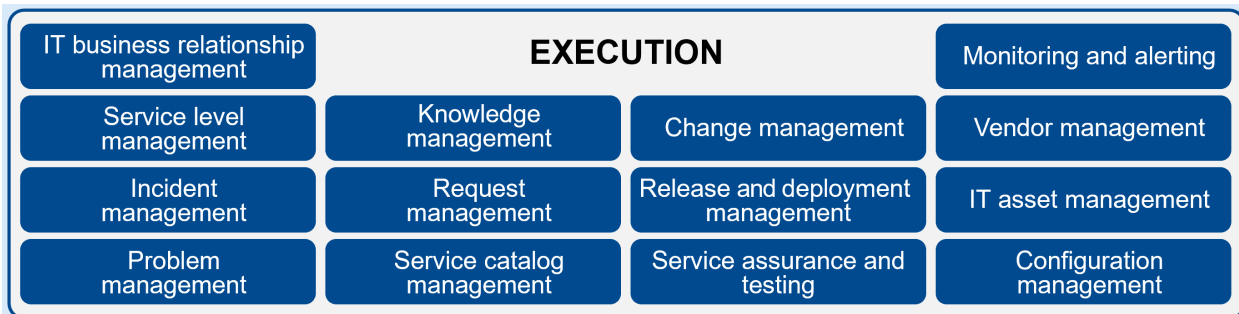 IT business relationship
management
EXECUTION
Monitoring and alerting
Service level
management
Knowledge
management
Change management
Vendor management
Incident
management
Request
management
Release and deployment
management
IT asset management
Problem
management
Service catalog
management
Service assurance and
testing
Configuration
management